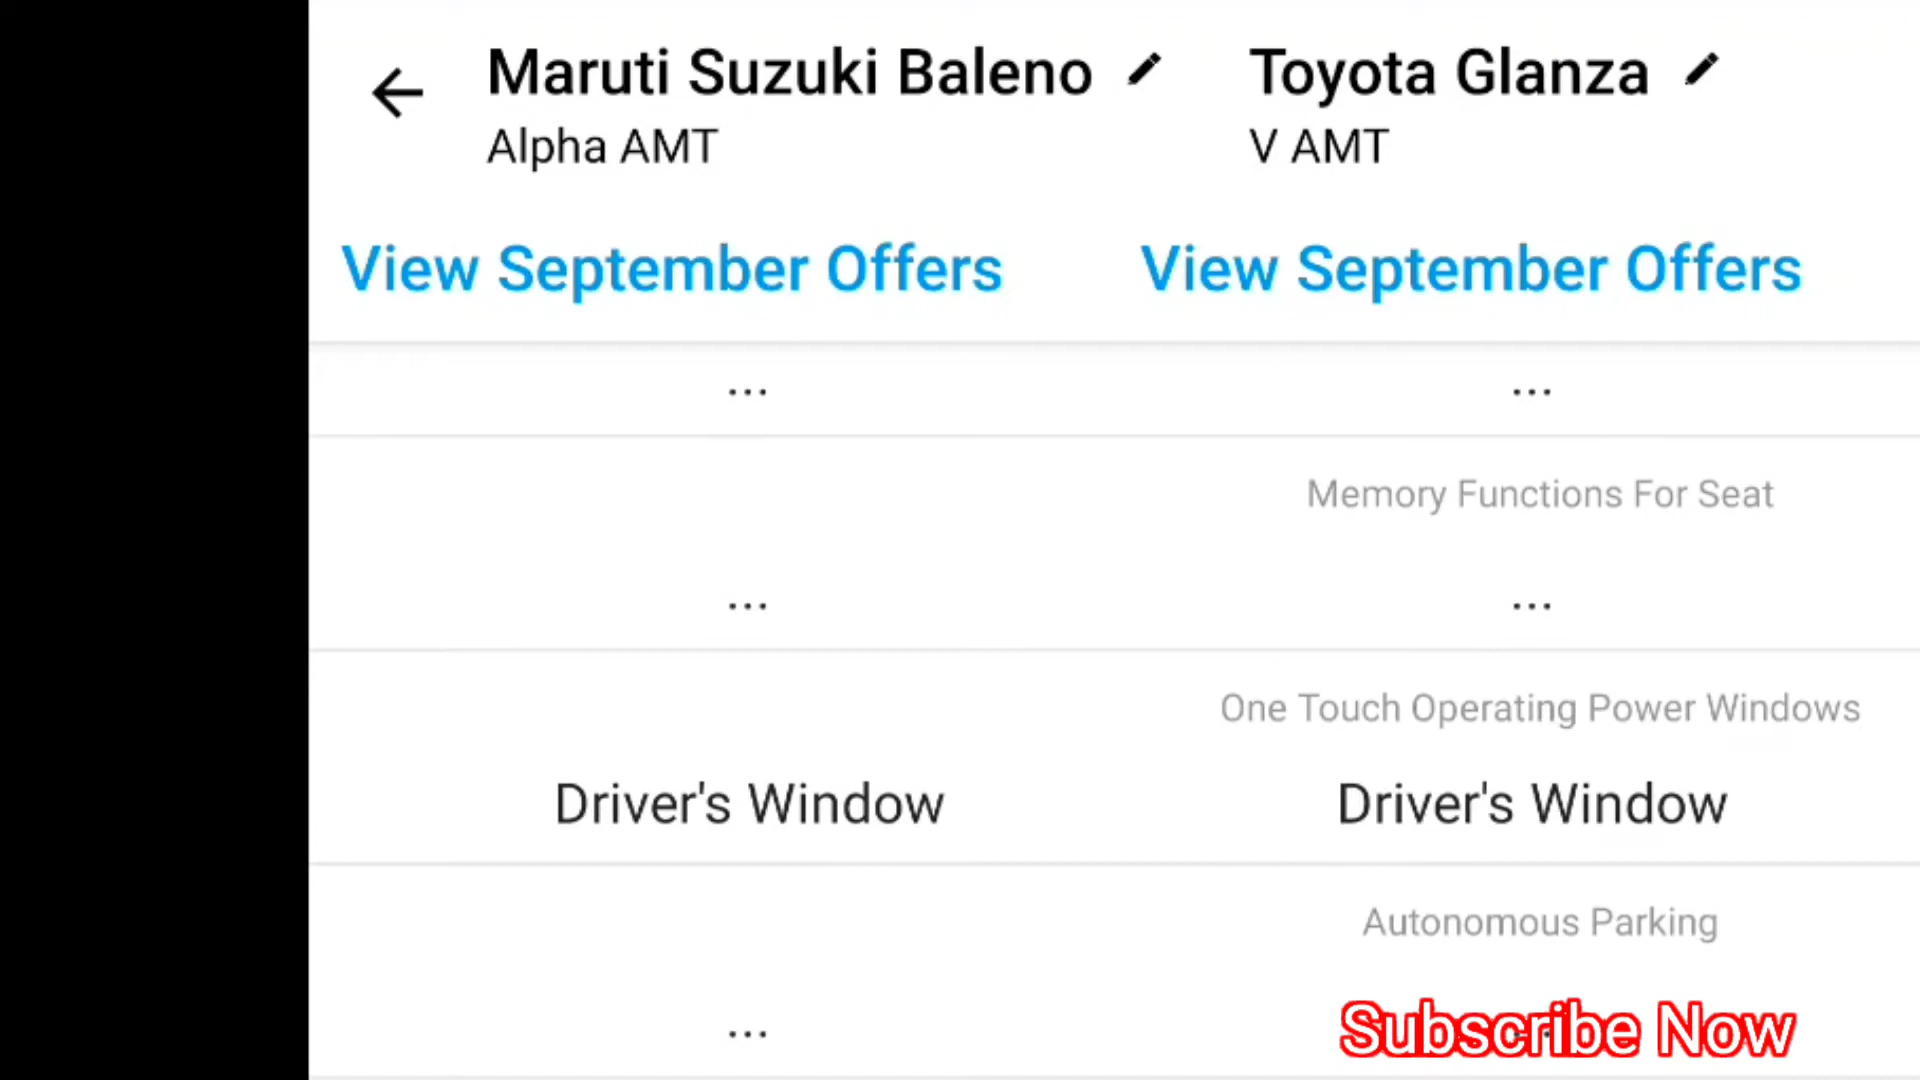 Maruti Suzuki Baleno Toyota Glanza
Alpha AMT V AMT
View September Offers View September Offers
... ...
Memory Functions For Seat
... ...
One Touch Operating Power Windows
Driver's Window Driver's Window
Autonomous Parking
...
Subscribe Now